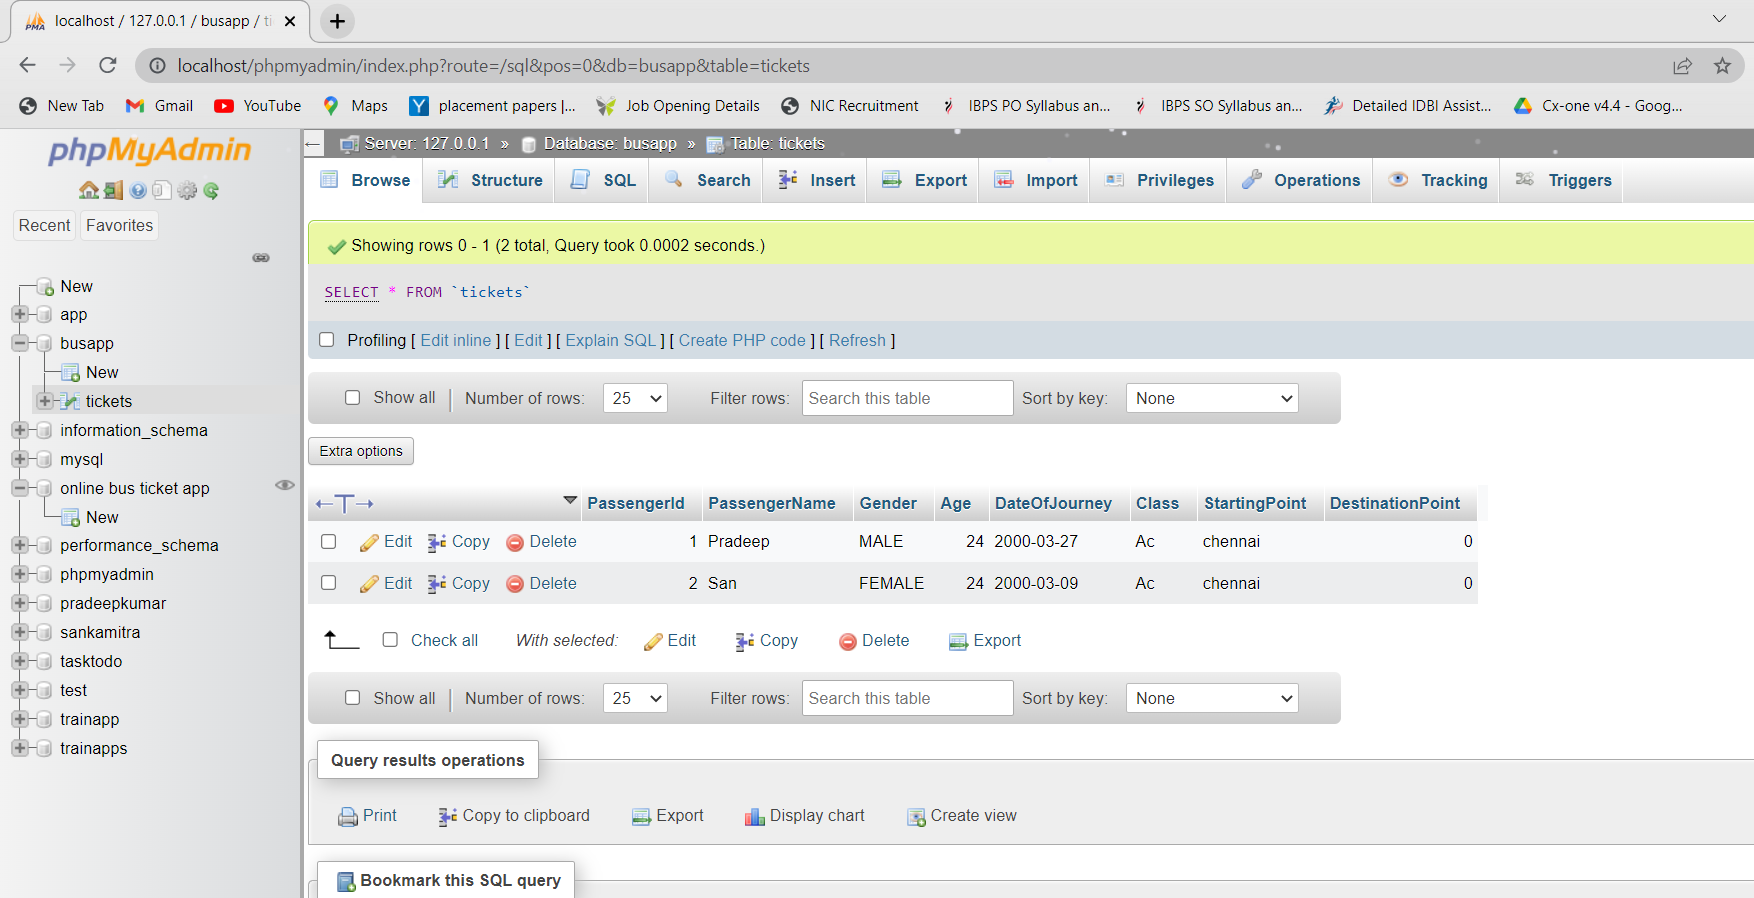 localhost / 127.0.0.1 / busapp / ti
localhost/phpmyadmin/index.php?route=/sql&pos=0&db=busapp&table=tickets
New Tab Gmail YouTube Maps placement papers |... Job Opening Details NIC Recruitment IBPS PO Syllabus an... IBPS SO Syllabus an... Detailed IDBI Assist... Cx-one v4.4 - Goog...
phpMyAdmin
Recent Favorites
New
app
busapp
New
tickets
information_schema
mysql
online bus ticket app
New
performance_schema
phpmyadmin
pradeepkumar
sankamitra
tasktodo
test
trainapp
trainapps
Server: 127.0.0.1 » Database: busapp » Table: tickets
Browse Structure SQL Search Insert Export Import Privileges Operations Tracking Triggers
Showing rows 0 - 1 (2 total, Query took 0.0002 seconds.)
SELECT * FROM `tickets`
Profiling [ Edit inline ] [ Edit ] [ Explain SQL ] [ Create PHP code ] [ Refresh ]
Show all Number of rows: 25 Filter rows: Search this table Sort by key: None
Extra options
PassengerId PassengerName Gender Age DateOfJourney Class StartingPoint DestinationPoint
Edit Copy Delete 1 Pradeep MALE 24 2000-03-27 Ac chennai 0
Edit Copy Delete 2 San FEMALE 24 2000-03-09 Ac chennai 0
Check all With selected: Edit Copy Delete Export
Show all Number of rows: 25 Filter rows: Search this table Sort by key: None
Query results operations
Print Copy to clipboard Export Display chart Create view
Bookmark this SQL query